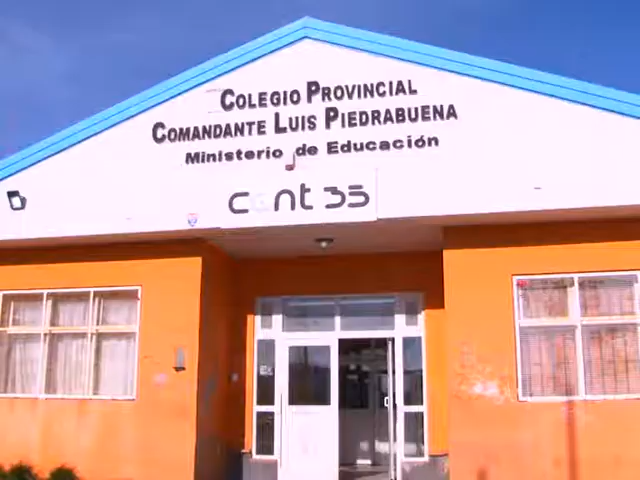 COLEGIO PROVINCIAL
COMANDANTE LUIS PIEDRABUENA
Ministerio de Educación
cent 35